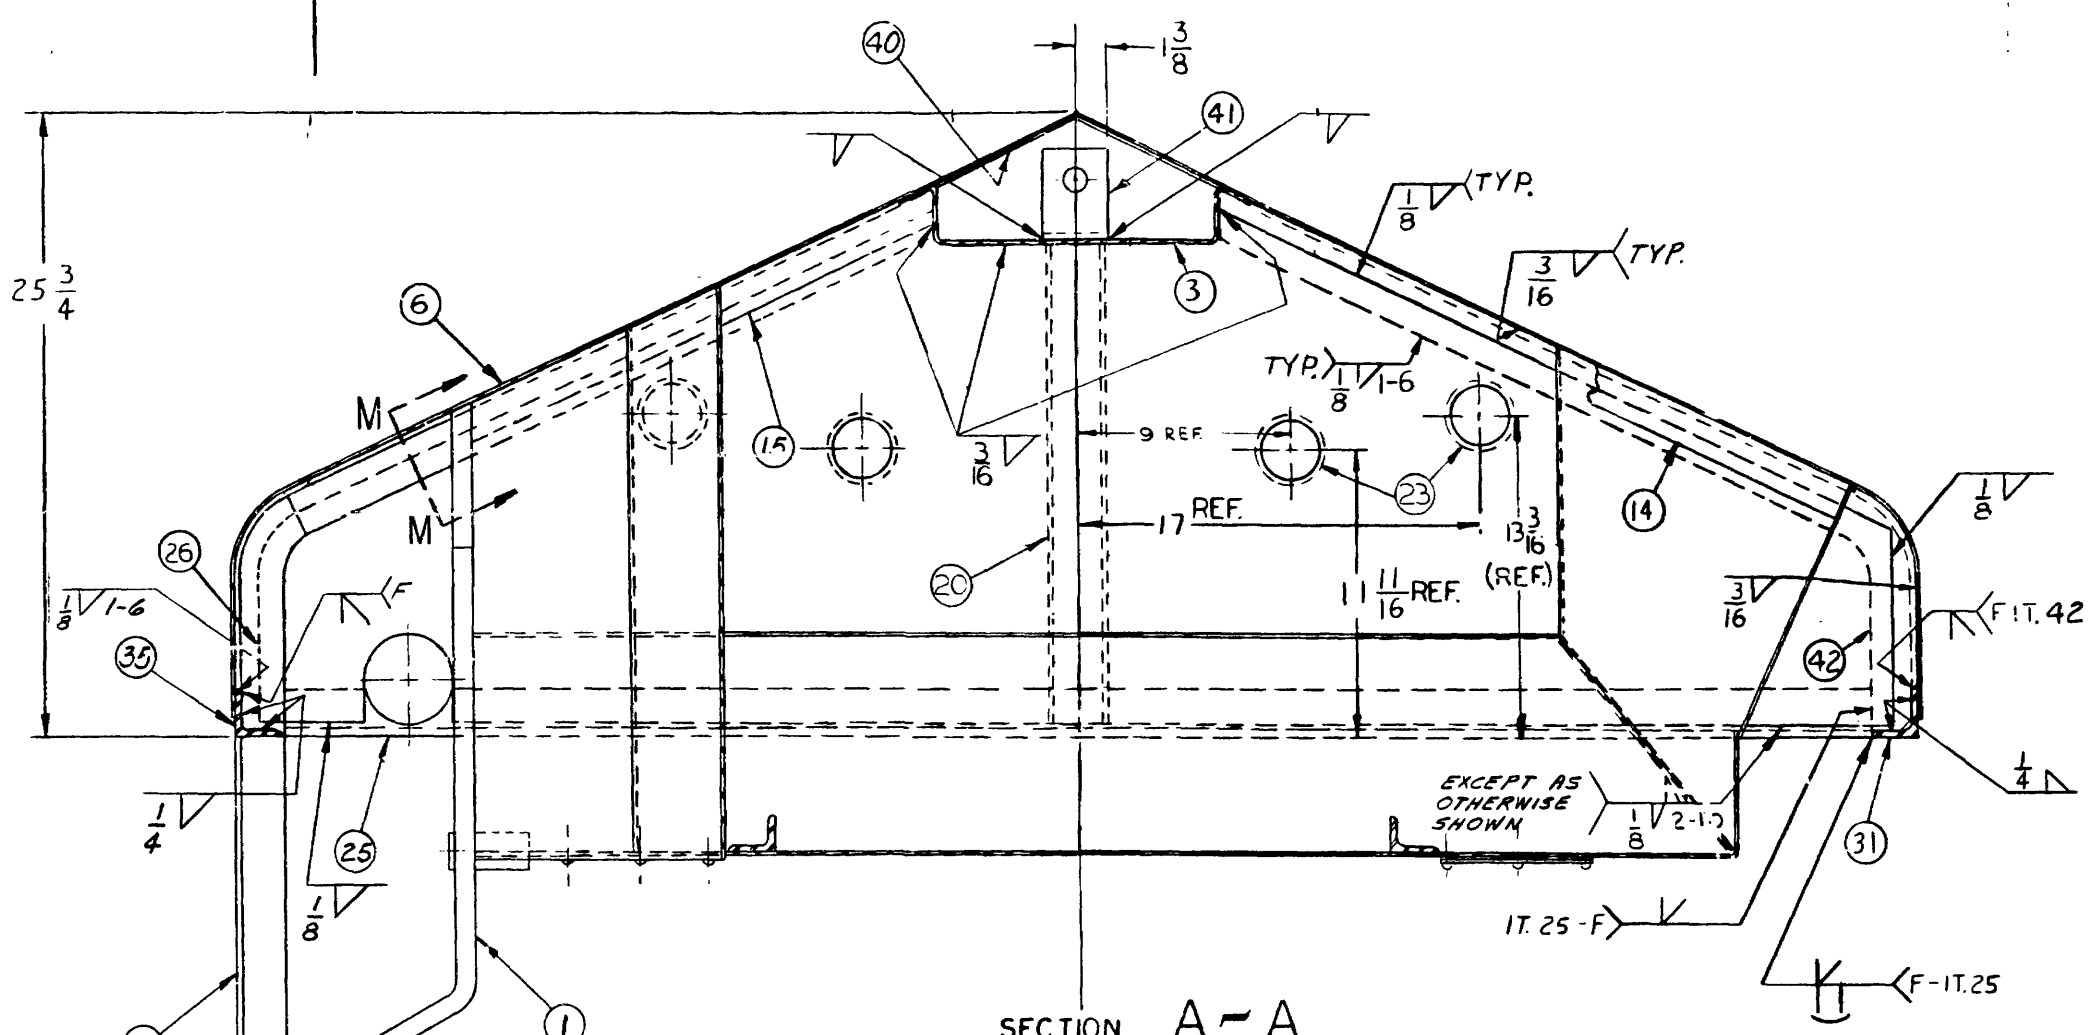 40
1 3/8
41
1/8 TYP.
3/16 TYP.
25 3/4
6
3
M
15
TYP. 1/8 1-6
9 REF.
3/16
23
14
1/8
M
17 REF.
13 3/16 (REF.)
26
20
11 11/16 REF.
1/8 1-6
F
3/16
F IT. 42
35
42
1/4
EXCEPT AS
OTHERWISE
SHOWN
1/8
1/4
25
31
1/8
IT. 25-F
F-IT.25
1
SECTION A-A